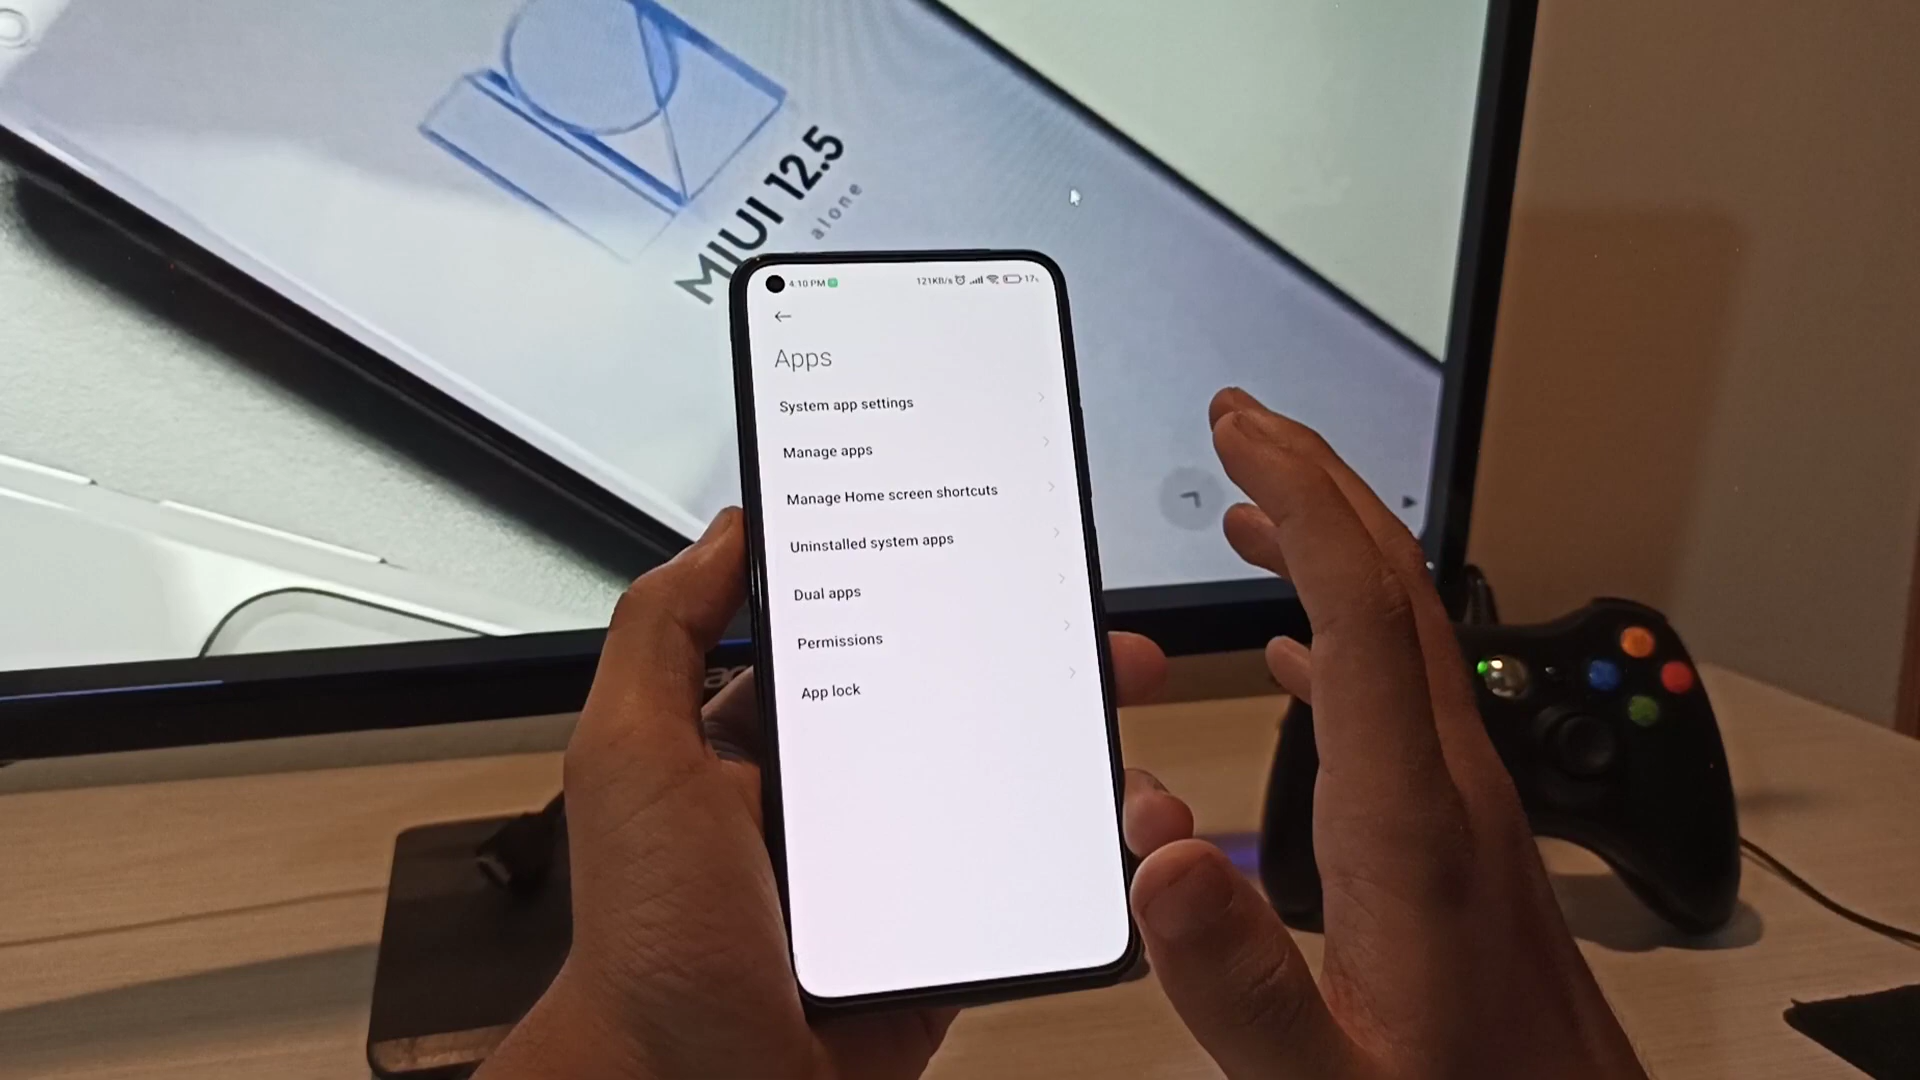 MIUI 12.5
alone
4:10 PM
121KB/s
17
Apps
System app settings
Manage apps
Manage Home screen shortcuts
Uninstalled system apps
Dual apps
Permissions
App lock